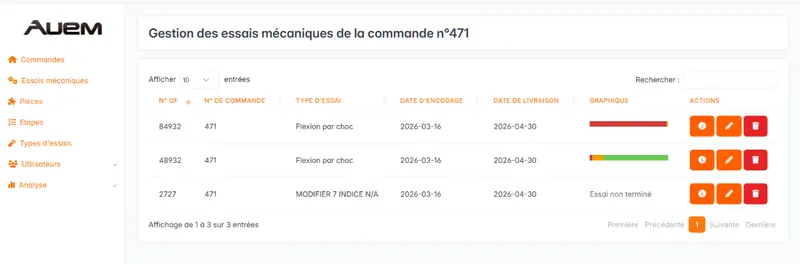 AUEM
Gestion des essais mécaniques de la commande n°471
Commandes
Essais mécaniques
Pièces
Etapes
Types d'essais
Utilisateurs
Analyse
Afficher 10 entrées
Rechercher :
N° OF N° DE COMMANDE TYPE D'ESSAI DATE D'ENCODAGE DATE DE LIVRAISON GRAPHIQUE ACTIONS
84932 471 Flexion par choc 2026-03-16 2026-04-30
48932 471 Flexion par choc 2026-03-16 2026-04-30
2727 471 MODIFIER 7 INDICE N/A 2026-03-16 2026-04-30 Essai non terminé
Affichage de 1 à 3 sur 3 entrées
Première Précédente 1 Suivante Dernière